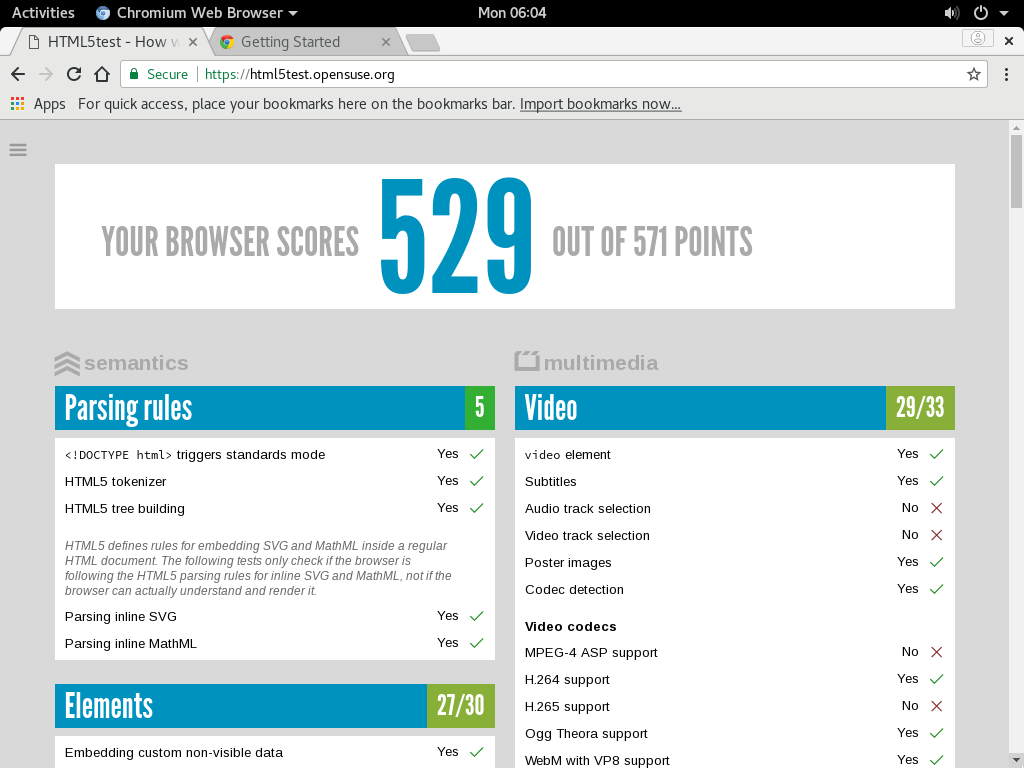 Activities Chromium Web Browser Mon 06:04
HTML5test - How w Getting Started
Secure https://html5test.opensuse.org
Apps For quick access, place your bookmarks here on the bookmarks bar. Import bookmarks now...
YOUR BROWSER SCORES 529 OUT OF 571 POINTS
semantics
Parsing rules 5
<!DOCTYPE html> triggers standards mode Yes
HTML5 tokenizer Yes
HTML5 tree building Yes
HTML5 defines rules for embedding SVG and MathML inside a regular
HTML document. The following tests only check if the browser is
following the HTML5 parsing rules for inline SVG and MathML, not if the
browser can actually understand and render it.
Parsing inline SVG Yes
Parsing inline MathML Yes
Elements 27/30
Embedding custom non-visible data Yes
multimedia
Video 29/33
video element Yes
Subtitles Yes
Audio track selection No
Video track selection No
Poster images Yes
Codec detection Yes
Video codecs
MPEG-4 ASP support No
H.264 support Yes
H.265 support No
Ogg Theora support Yes
WebM with VP8 support Yes